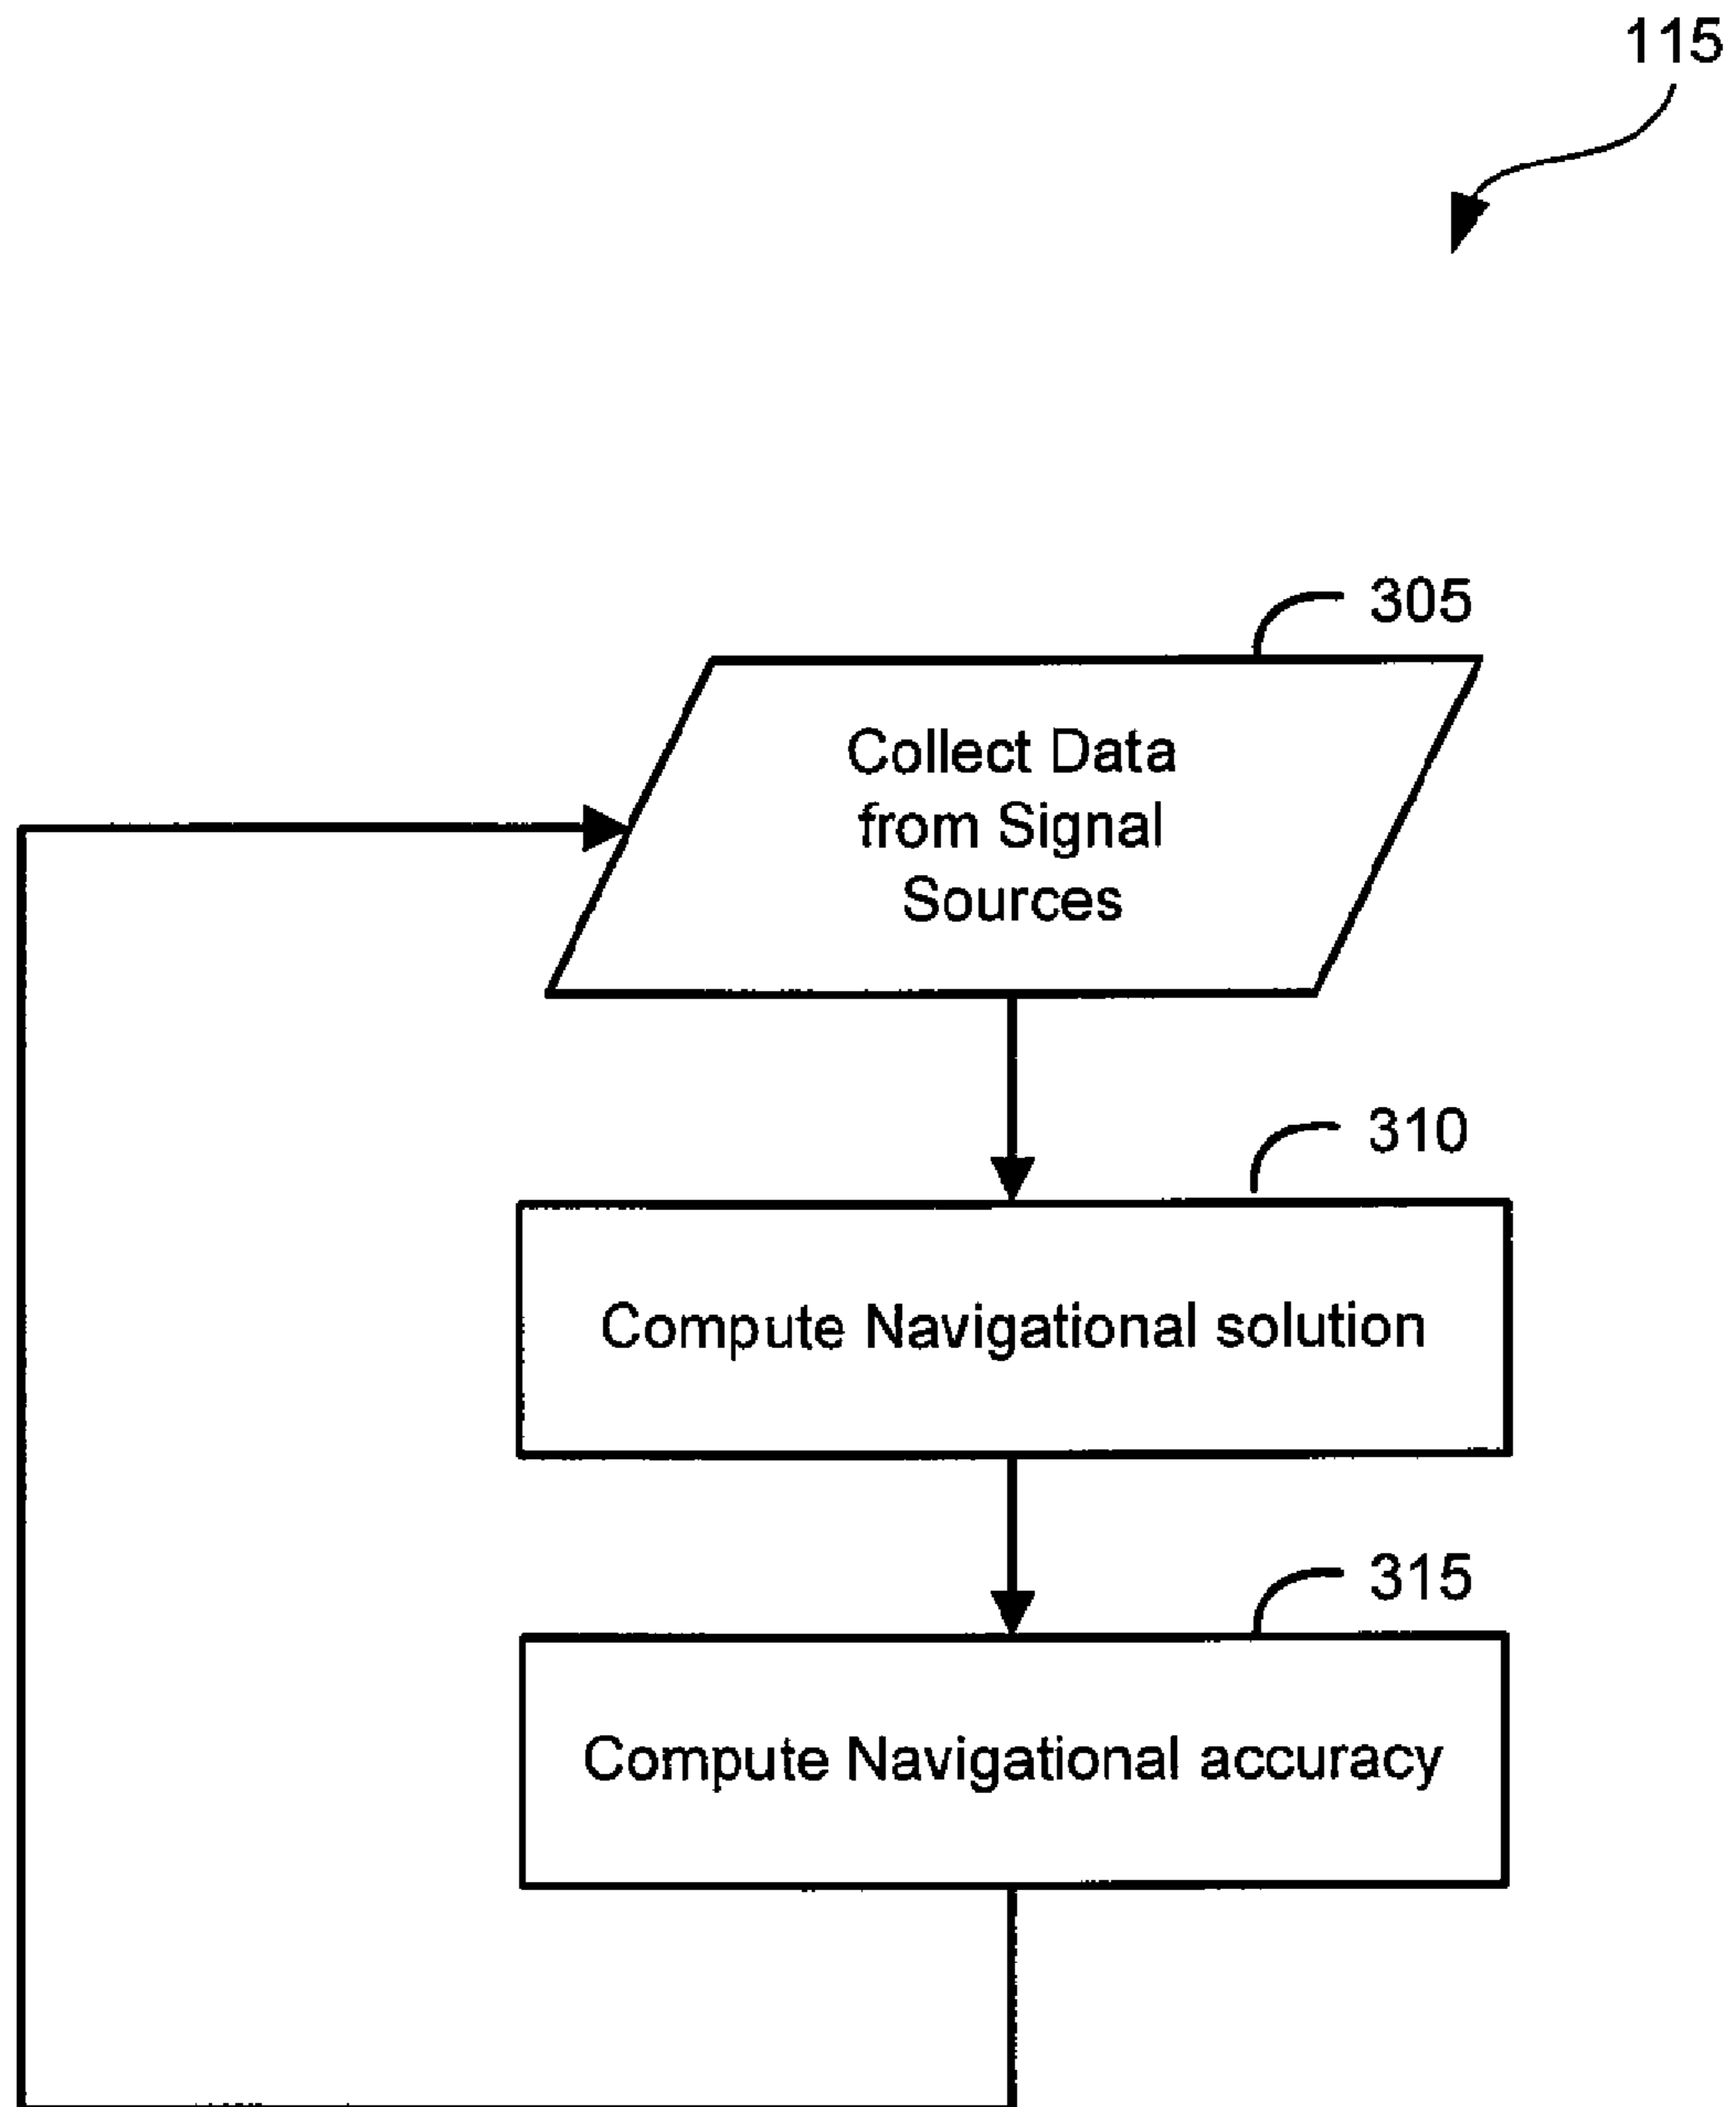 115
305
Collect Data
from Signal
Sources
310
Compute Navigational solution
315
Compute Navigational accuracy